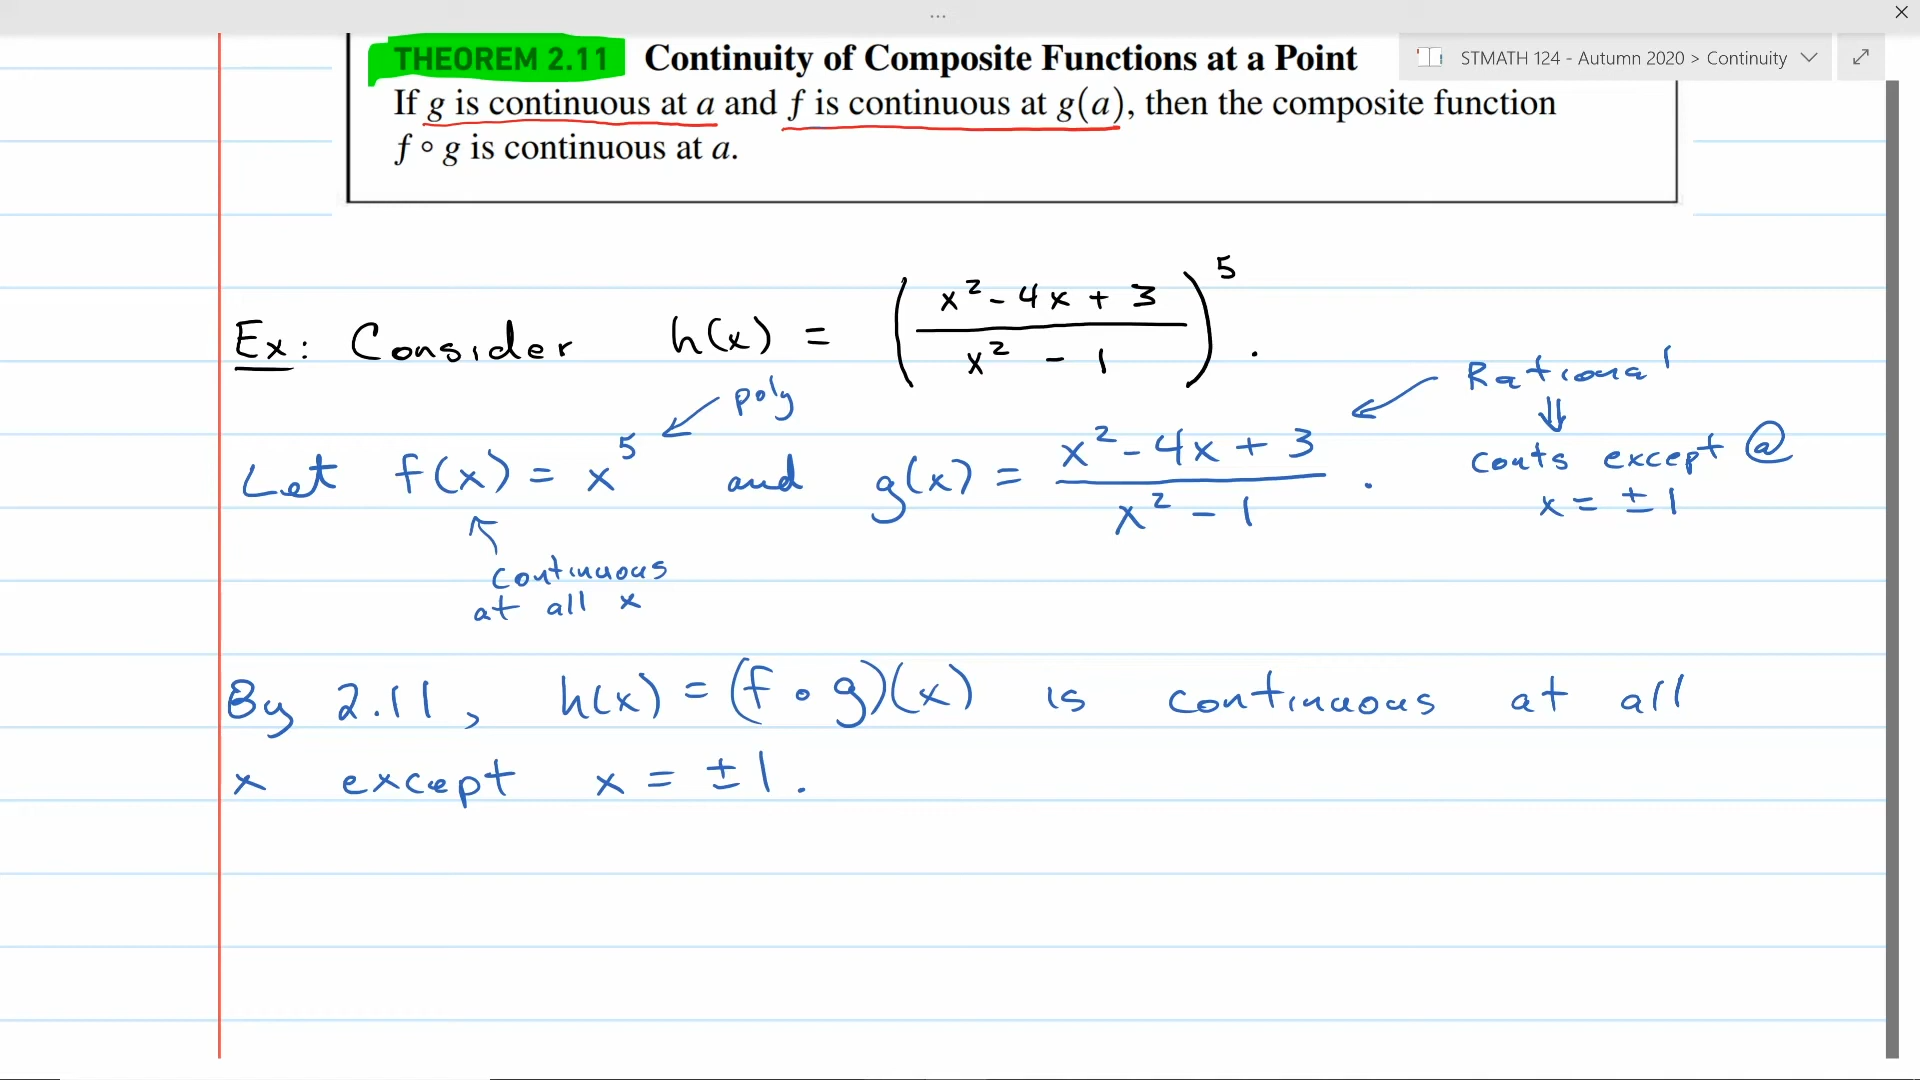 THEOREM 2.11 Continuity of Composite Functions at a Point
STMATH 124 - Autumn 2020 > Continuity
If g is continuous at a and f is continuous at g(a), then the composite function
f ∘ g is continuous at a.
Ex: Consider h(x) = ( (x² - 4x + 3) / (x² - 1) )⁵ .
poly
Rational
⇓
conts except @
x = ±1
Let f(x) = x⁵ and g(x) = (x² - 4x + 3) / (x² - 1) .
continuous
at all x
By 2.11, h(x) = (f ∘ g)(x) is continuous at all
x except x = ±1.